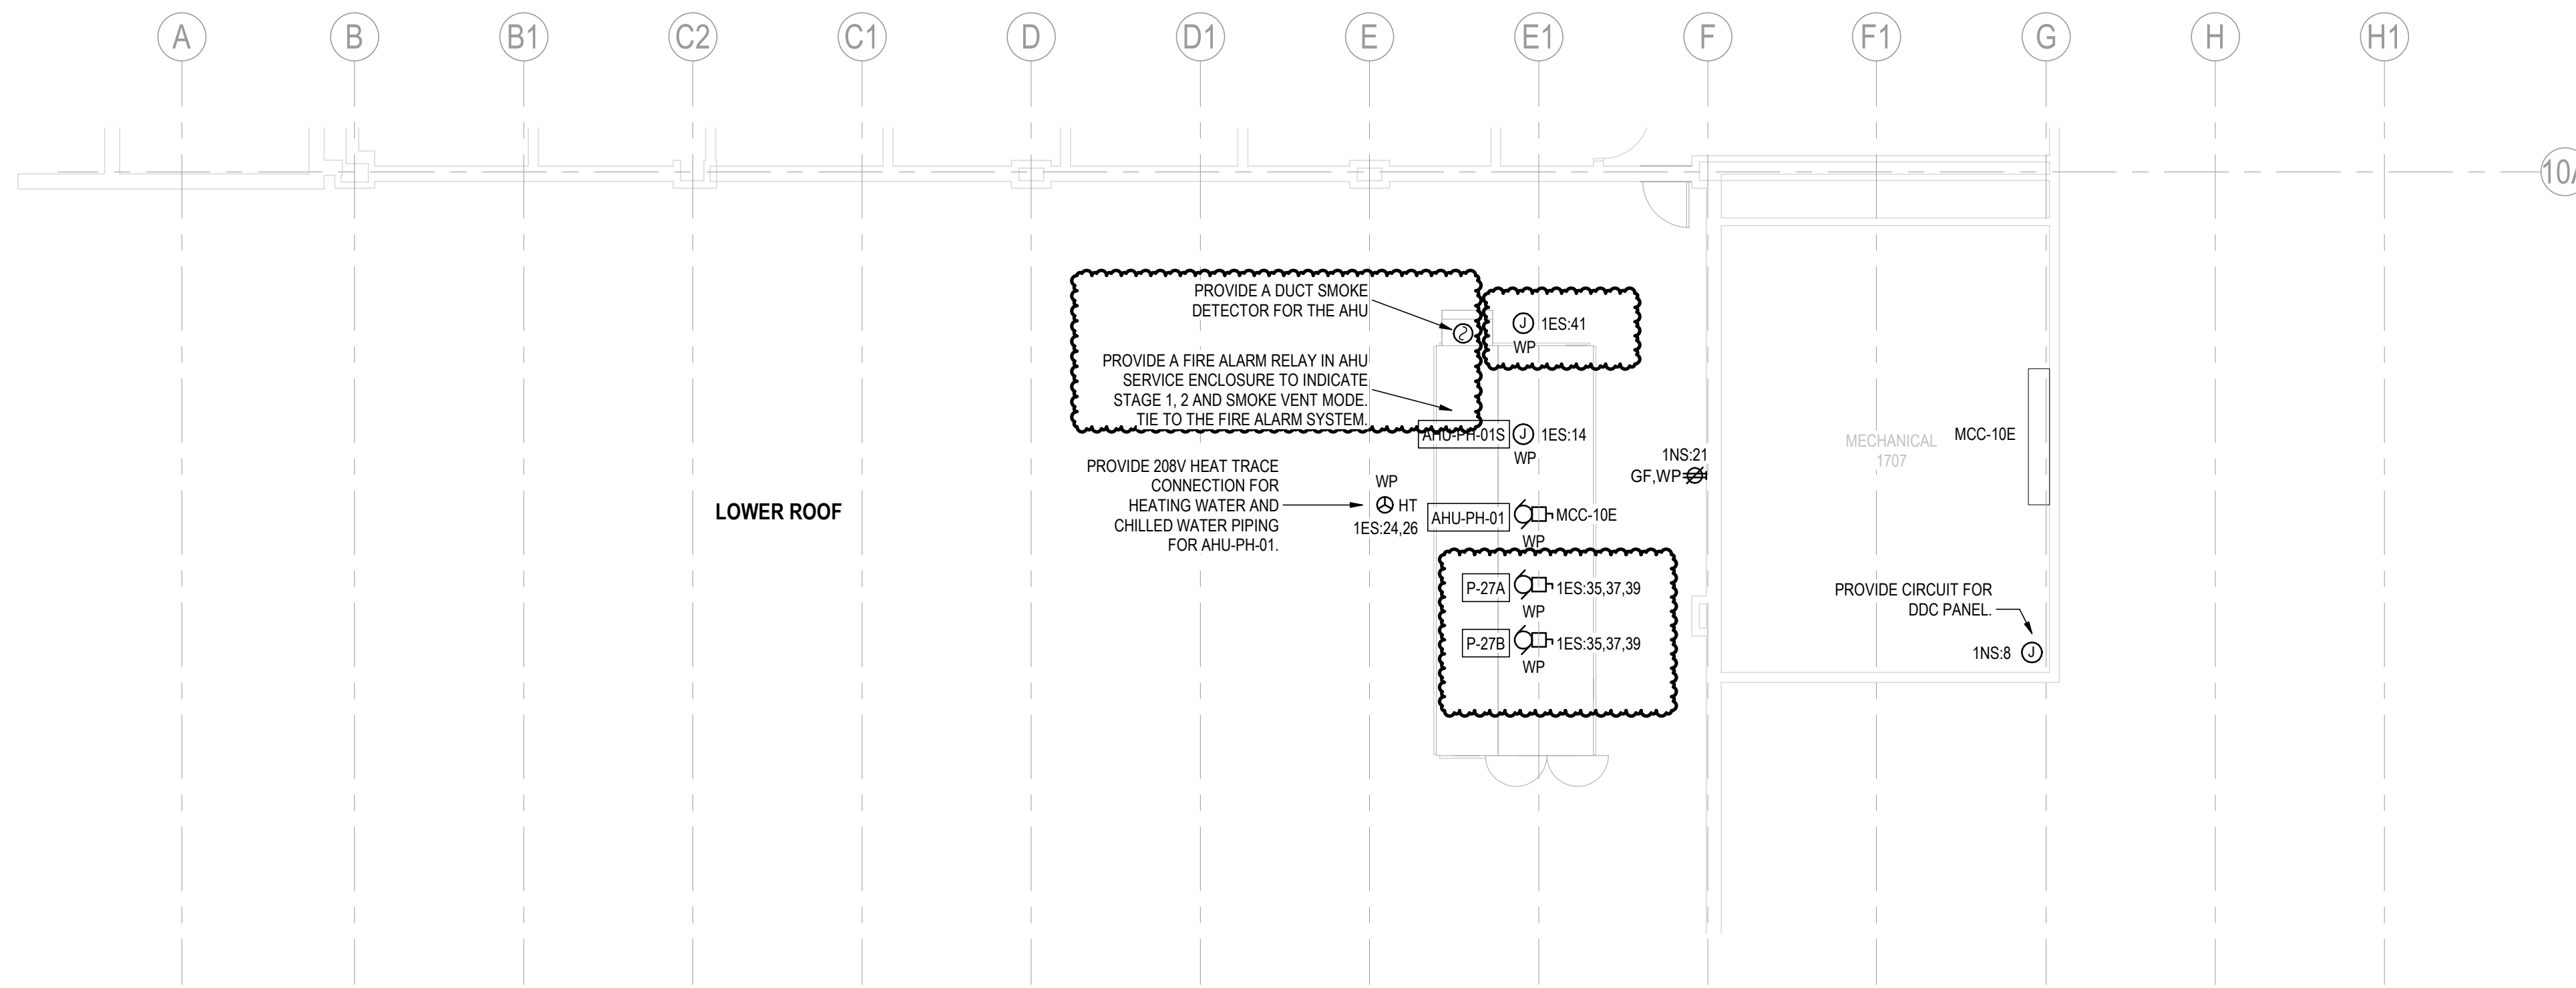 A
B
B1
C2
C1
D
D1
E
E1
F
F1
G
H
H1
PROVIDE A DUCT SMOKE
DETECTOR FOR THE AHU
J 1ES:41
WP
PROVIDE A FIRE ALARM RELAY IN AHU
SERVICE ENCLOSURE TO INDICATE
STAGE 1, 2 AND SMOKE VENT MODE.
TIE TO THE FIRE ALARM SYSTEM.
AHU-PH-01S J 1ES:14
WP
PROVIDE 208V HEAT TRACE
CONNECTION FOR
HEATING WATER AND
CHILLED WATER PIPING
FOR AHU-PH-01.
WP
HT
1ES:24,26
AHU-PH-01 MCC-10E
WP
P-27A 1ES:35,37,39
WP
P-27B 1ES:35,37,39
WP
LOWER ROOF
1NS:21
GF,WP
MECHANICAL
1707
MCC-10E
PROVIDE CIRCUIT FOR
DDC PANEL.
1NS:8 J